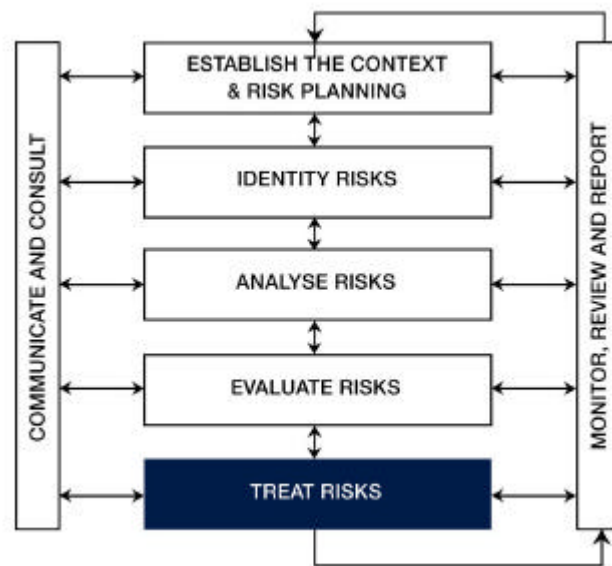 ESTABLISH THE CONTEXT
& RISK PLANNING
IDENTITY RISKS
ANALYSE RISKS
EVALUATE RISKS
TREAT RISKS
COMMUNICATE AND CONSULT
MONITOR, REVIEW AND REPORT